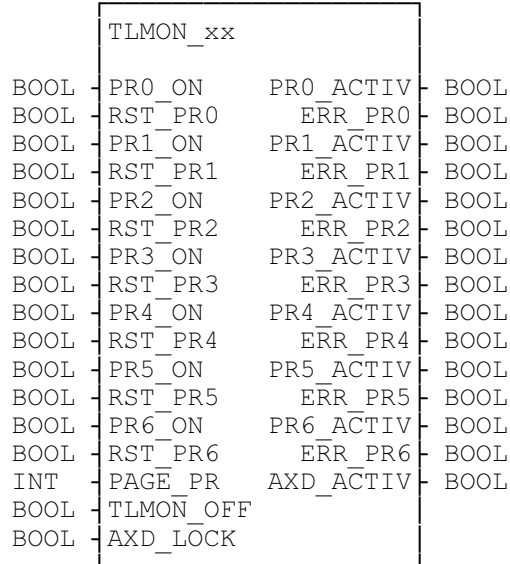 TLMON_xx
BOOL PR0_ON PR0_ACTIV BOOL
BOOL RST_PR0 ERR_PR0 BOOL
BOOL PR1_ON PR1_ACTIV BOOL
BOOL RST_PR1 ERR_PR1 BOOL
BOOL PR2_ON PR2_ACTIV BOOL
BOOL RST_PR2 ERR_PR2 BOOL
BOOL PR3_ON PR3_ACTIV BOOL
BOOL RST_PR3 ERR_PR3 BOOL
BOOL PR4_ON PR4_ACTIV BOOL
BOOL RST_PR4 ERR_PR4 BOOL
BOOL PR5_ON PR5_ACTIV BOOL
BOOL RST_PR5 ERR_PR5 BOOL
BOOL PR6_ON PR6_ACTIV BOOL
BOOL RST_PR6 ERR_PR6 BOOL
INT PAGE_PR AXD_ACTIV BOOL
BOOL TLMON_OFF
BOOL AXD_LOCK